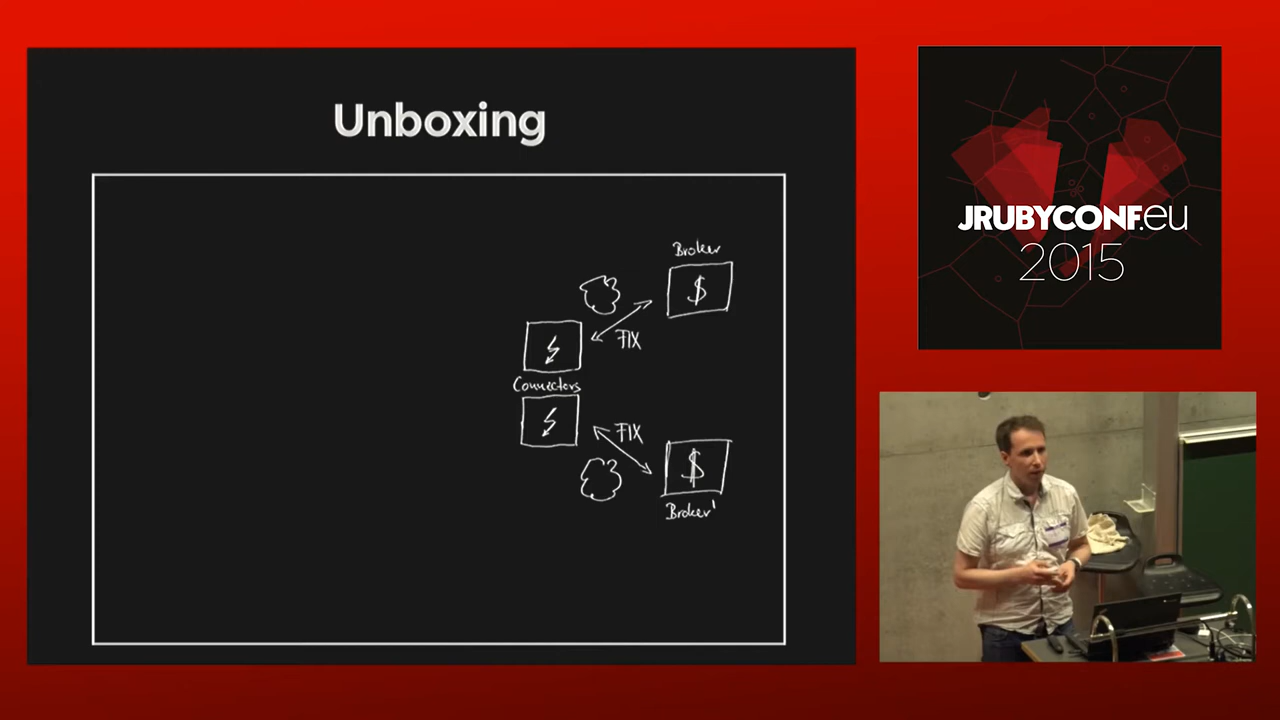 Unboxing
Broker
$
FIX
Connectors
FIX
$
Broker'
JRUBYCONF.eu
2015